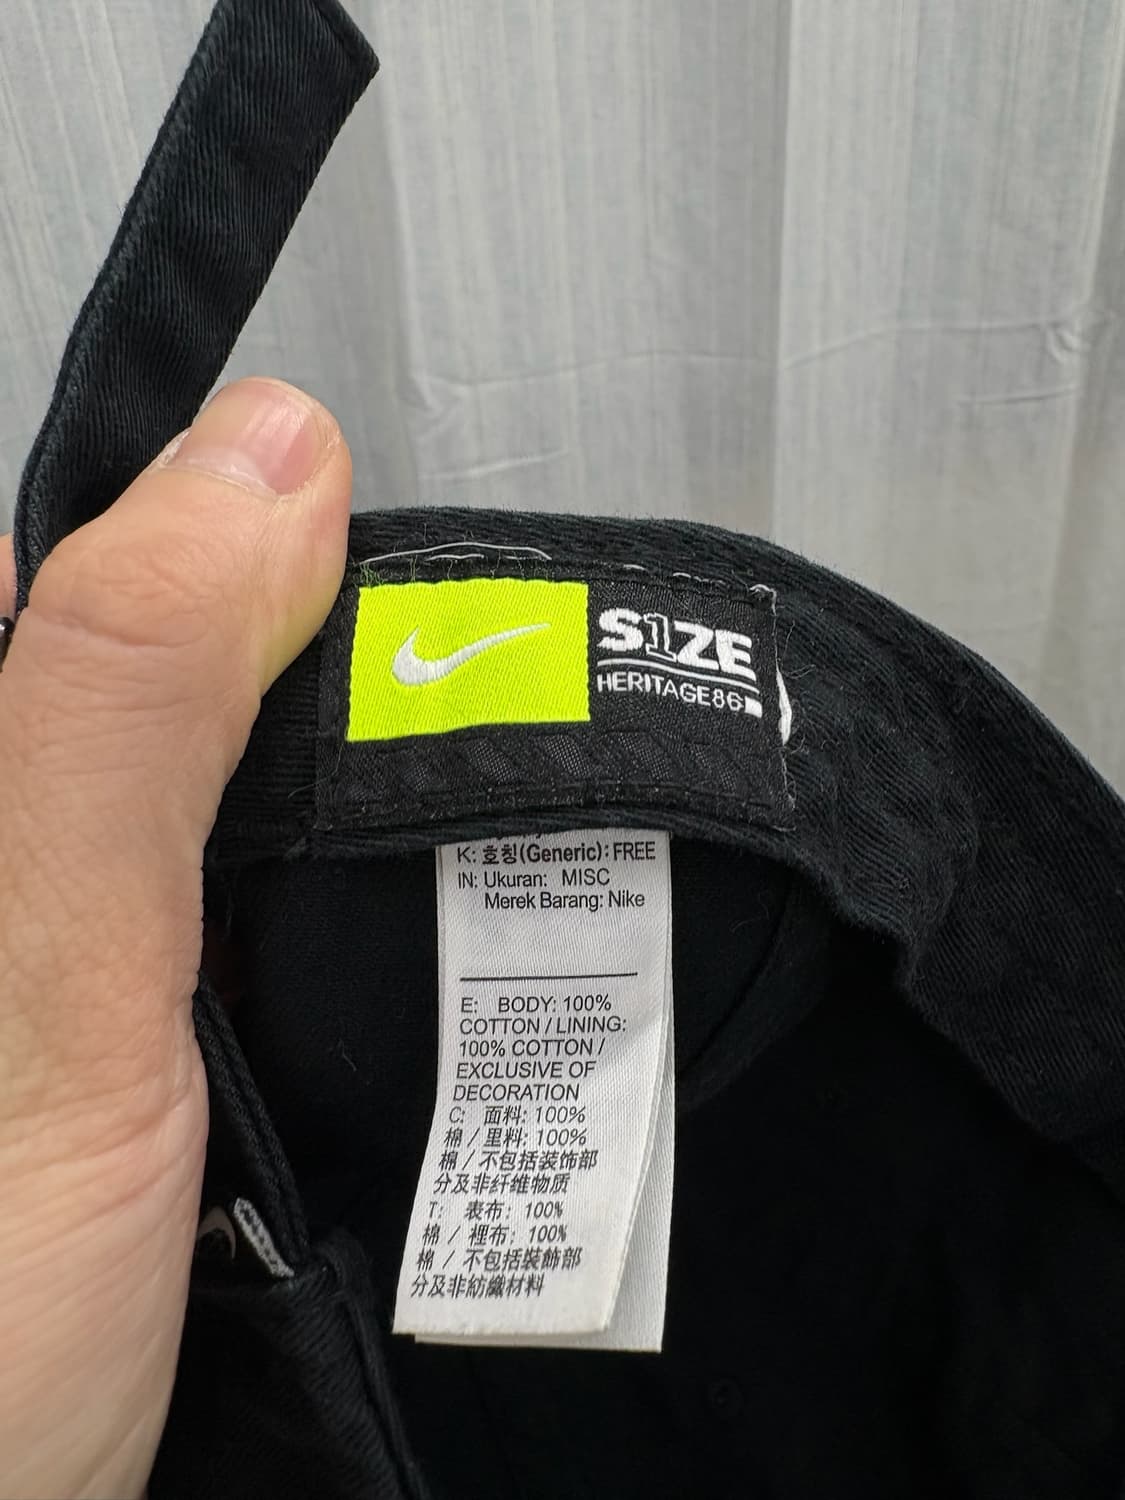 S1ZE
HERITAGE86
K: 호칭(Generic): FREE
IN: Ukuran: MISC
Merek Barang: Nike
E: BODY: 100%
COTTON / LINING:
100% COTTON /
EXCLUSIVE OF
DECORATION
C: 面料: 100%
棉 / 里料: 100%
棉 / 不包括装饰部
分及非纤维物质
T: 表布: 100%
棉 / 裡布: 100%
棉 / 不包括裝飾部
分及非紡織材料